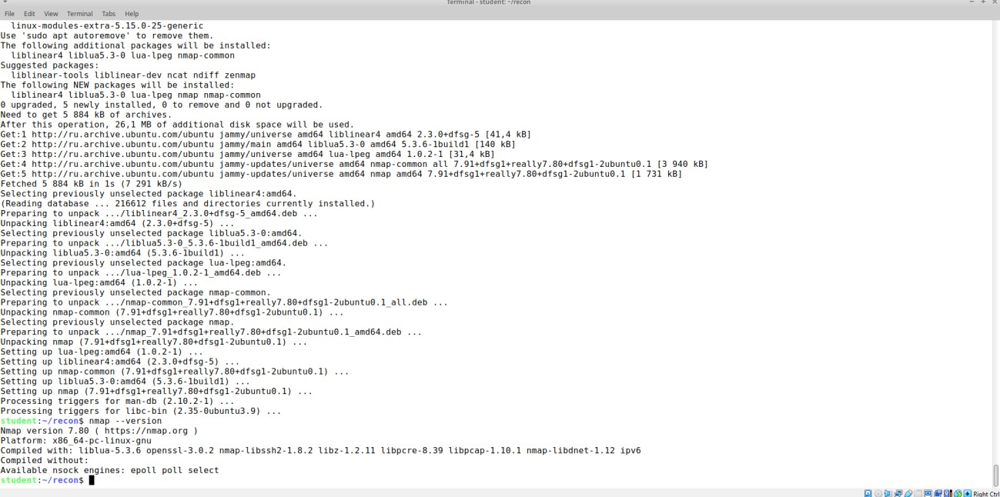 Terminal - student: ~/recon
File Edit View Terminal Tabs Help
  linux-modules-extra-5.15.0-25-generic
Use 'sudo apt autoremove' to remove them.
The following additional packages will be installed:
  liblinear4 liblua5.3-0 lua-lpeg nmap-common
Suggested packages:
  liblinear-tools liblinear-dev ncat ndiff zenmap
The following NEW packages will be installed:
  liblinear4 liblua5.3-0 lua-lpeg nmap nmap-common
0 upgraded, 5 newly installed, 0 to remove and 0 not upgraded.
Need to get 5 884 kB of archives.
After this operation, 26,1 MB of additional disk space will be used.
Get:1 http://ru.archive.ubuntu.com/ubuntu jammy/universe amd64 liblinear4 amd64 2.3.0+dfsg-5 [41,4 kB]
Get:2 http://ru.archive.ubuntu.com/ubuntu jammy/main amd64 liblua5.3-0 amd64 5.3.6-1build1 [140 kB]
Get:3 http://ru.archive.ubuntu.com/ubuntu jammy/universe amd64 lua-lpeg amd64 1.0.2-1 [31,4 kB]
Get:4 http://ru.archive.ubuntu.com/ubuntu jammy-updates/universe amd64 nmap-common all 7.91+dfsg1+really7.80+dfsg1-2ubuntu0.1 [3 940 kB]
Get:5 http://ru.archive.ubuntu.com/ubuntu jammy-updates/universe amd64 nmap amd64 7.91+dfsg1+really7.80+dfsg1-2ubuntu0.1 [1 731 kB]
Fetched 5 884 kB in 1s (7 291 kB/s)
Selecting previously unselected package liblinear4:amd64.
(Reading database ... 216612 files and directories currently installed.)
Preparing to unpack .../liblinear4_2.3.0+dfsg-5_amd64.deb ...
Unpacking liblinear4:amd64 (2.3.0+dfsg-5) ...
Selecting previously unselected package liblua5.3-0:amd64.
Preparing to unpack .../liblua5.3-0_5.3.6-1build1_amd64.deb ...
Unpacking liblua5.3-0:amd64 (5.3.6-1build1) ...
Selecting previously unselected package lua-lpeg:amd64.
Preparing to unpack .../lua-lpeg_1.0.2-1_amd64.deb ...
Unpacking lua-lpeg:amd64 (1.0.2-1) ...
Selecting previously unselected package nmap-common.
Preparing to unpack .../nmap-common_7.91+dfsg1+really7.80+dfsg1-2ubuntu0.1_all.deb ...
Unpacking nmap-common (7.91+dfsg1+really7.80+dfsg1-2ubuntu0.1) ...
Selecting previously unselected package nmap.
Preparing to unpack .../nmap_7.91+dfsg1+really7.80+dfsg1-2ubuntu0.1_amd64.deb ...
Unpacking nmap (7.91+dfsg1+really7.80+dfsg1-2ubuntu0.1) ...
Setting up lua-lpeg:amd64 (1.0.2-1) ...
Setting up liblinear4:amd64 (2.3.0+dfsg-5) ...
Setting up nmap-common (7.91+dfsg1+really7.80+dfsg1-2ubuntu0.1) ...
Setting up liblua5.3-0:amd64 (5.3.6-1build1) ...
Setting up nmap (7.91+dfsg1+really7.80+dfsg1-2ubuntu0.1) ...
Processing triggers for man-db (2.10.2-1) ...
Processing triggers for libc-bin (2.35-0ubuntu3.9) ...
student:~/recon$ nmap --version
Nmap version 7.80 ( https://nmap.org )
Platform: x86_64-pc-linux-gnu
Compiled with: liblua-5.3.6 openssl-3.0.2 nmap-libssh2-1.8.2 libz-1.2.11 libpcre-8.39 libpcap-1.10.1 nmap-libdnet-1.12 ipv6
Compiled without:
Available nsock engines: epoll poll select
student:~/recon$
Right Ctrl